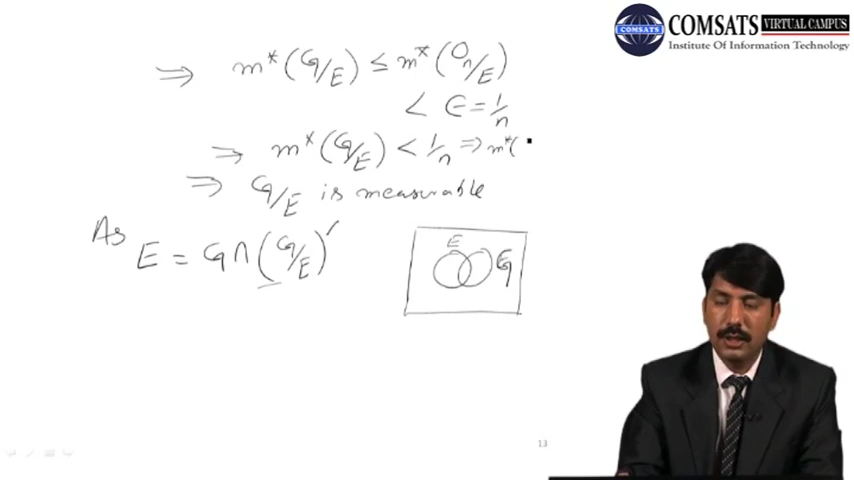 COMSATS VIRTUAL CAMPUS
Institute Of Information Technology
⇒ m*(G/E) ≤ m*(On/E)
< ϵ = 1/n
⇒ m*(G/E) < 1/n ⇒ m*(
⇒ G/E is measurable
As E = G ∩ (G/E)′
E G
13